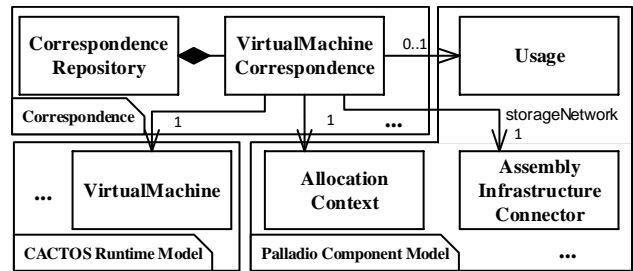 Correspondence
Repository
VirtualMachine
Correspondence
0..1
Usage
Correspondence
1
...
1
storageNetwork
1
...
VirtualMachine
Allocation
Context
Assembly
Infrastructure
Connector
CACTOS Runtime Model
Palladio Component Model
...